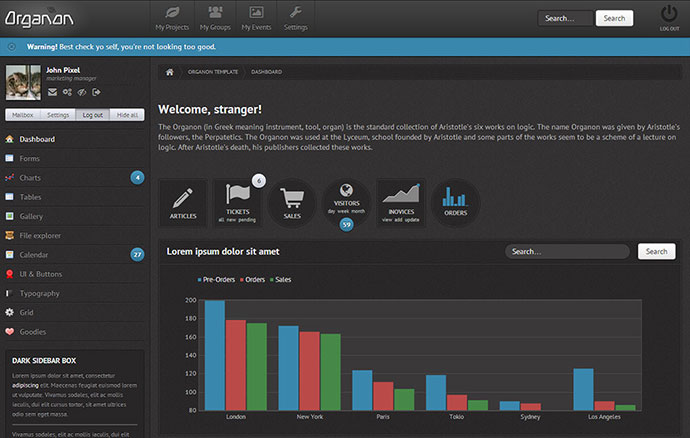 Organon
My Projects
My Groups
My Events
Settings
Search...
Search
LOG OUT
Warning! Best check yo self, you're not looking too good.
John Pixel
marketing manager
Mailbox
Settings
Log out
Hide all
Dashboard
Forms
Charts
4
Tables
Gallery
File explorer
Calendar
27
UI & Buttons
Typography
Grid
Goodies
DARK SIDEBAR BOX
Lorem ipsum dolor sit amet, consectetur
adipiscing elit. Maecenas feugiat euismod lorem
ut vulputate. Vivamus sodales, elit ac mollis
iaculis, dui elit cursus tortor, sit amet ultrices
odio sem eget massa.
Vivamus sodales, elit ac mollis iaculis, dui elit
ORGANON TEMPLATE
DASHBOARD
Welcome, stranger!
The Organon (in Greek meaning instrument, tool, organ) is the standard collection of Aristotle's six works on logic. The name Organon was given by Aristotle's
followers, the Perpatetics. The Organon was used at the Lyceum, school founded by Aristotle and some parts of the works seem to be a scheme of a lecture on
logic. After Aristotle's death, his publishers collected these works.
ARTICLES
6
TICKETS
all new pending
SALES
VISITORS
day week month
59
INOVICES
view add update
ORDERS
Lorem ipsum dolor sit amet
Search...
Search
Pre-Orders
Orders
Sales
200
180
160
140
120
100
80
London
New York
Paris
Tokio
Sydney
Los Angeles